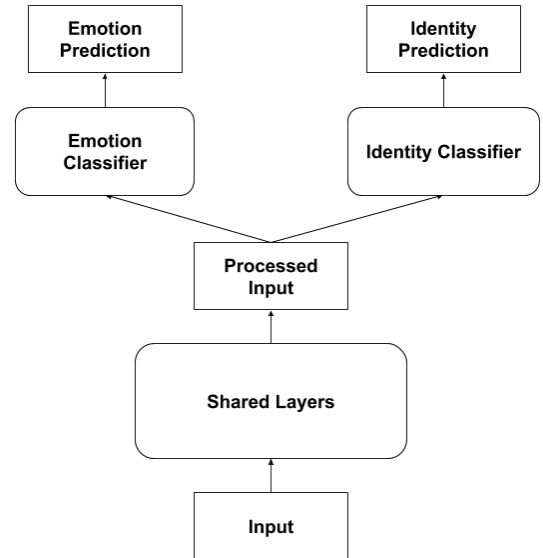 Emotion
Prediction
Identity
Prediction
Emotion
Classifier
Identity Classifier
Processed
Input
Shared Layers
Input